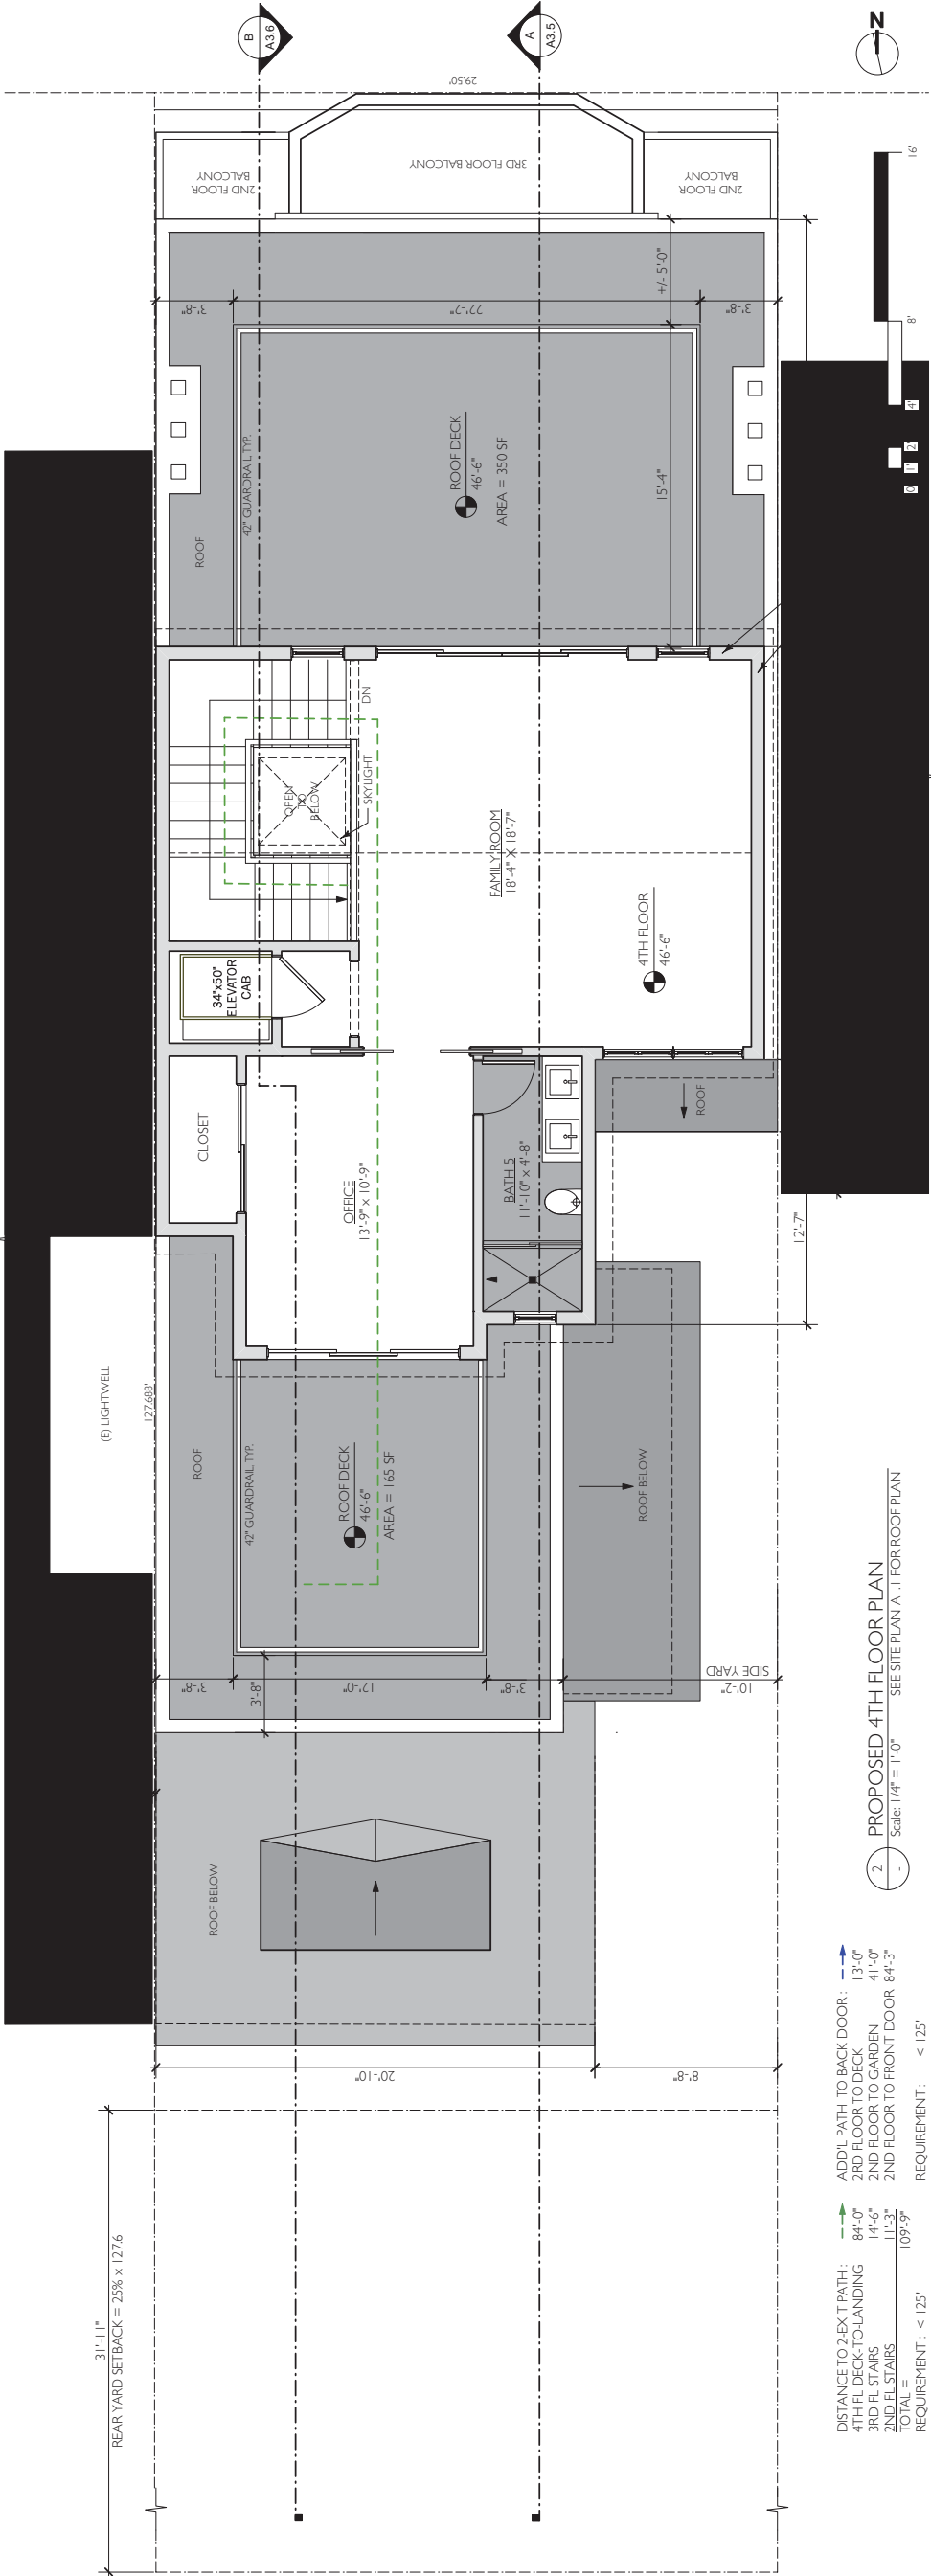 B
A3.6
A
A3.5
N
29.50'
2ND FLOOR
BALCONY
3RD FLOOR BALCONY
2ND FLOOR
BALCONY
3'-8"
22'-2"
3'-8"
+/- 5'-0"
ROOF
42" GUARDRAIL TYP.
ROOF DECK
46'-6"
AREA = 350 SF
15'-4"
16'
8'
4'
2'
1'
0
DN
OPEN
TO
BELOW
SKYLIGHT
FAMILY ROOM
18'-4" X 18'-7"
4TH FLOOR
46'-6"
34"x50"
ELEVATOR
CAB
CLOSET
OFFICE
13'-9" x 10'-9"
BATH 5
11'-10" x 4'-8"
ROOF
12'-7"
(E) LIGHTWELL
127.688'
ROOF
42" GUARDRAIL TYP.
ROOF DECK
46'-6"
AREA = 165 SF
ROOF BELOW
3'-8"
3'-8"
12'-0"
3'-8"
10'-2"
SIDE YARD
ROOF BELOW
20'-10"
8'-8"
31'-11"
REAR YARD SETBACK = 25% x 127.6
2
-
PROPOSED 4TH FLOOR PLAN
Scale: 1/4" = 1'-0"
SEE SITE PLAN A1.1 FOR ROOF PLAN
DISTANCE TO 2-EXIT PATH :
4TH FL DECK-TO-LANDING 84'-0"
3RD FL STAIRS 14'-6"
2ND FL STAIRS 11'-3"
TOTAL = 109'-9"
REQUIREMENT : < 125'
ADD'L PATH TO BACK DOOR :
2RD FLOOR TO DECK 13'-0"
2ND FLOOR TO GARDEN 41'-0"
2ND FLOOR TO FRONT DOOR 84'-3"
REQUIREMENT : < 125'